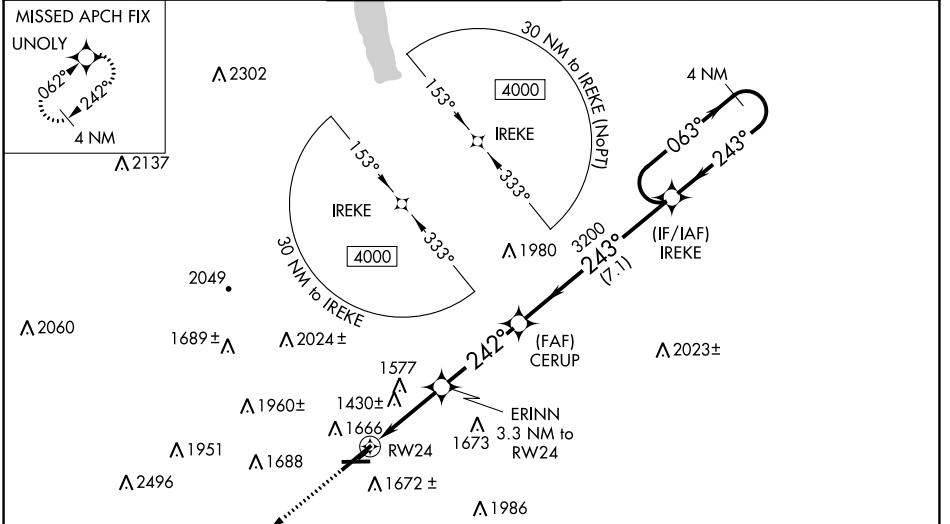 MISSED APCH FIX
UNOLY
062°
242°
4 NM
2302
2137
30 NM to IREKE (NoPT)
4000
153°
IREKE
333°
153°
IREKE
333°
4000
30 NM to IREKE
4 NM
063°
243°
(IF/IAF)
IREKE
3200
243°
(7.1)
1980
2049
2060
1689±
2024±
242°
(FAF)
CERUP
2023±
1577
1430±
1960±
1666
ERINN
3.3 NM to
RW24
1673
RW24
1951
1688
2496
1672 ±
1986